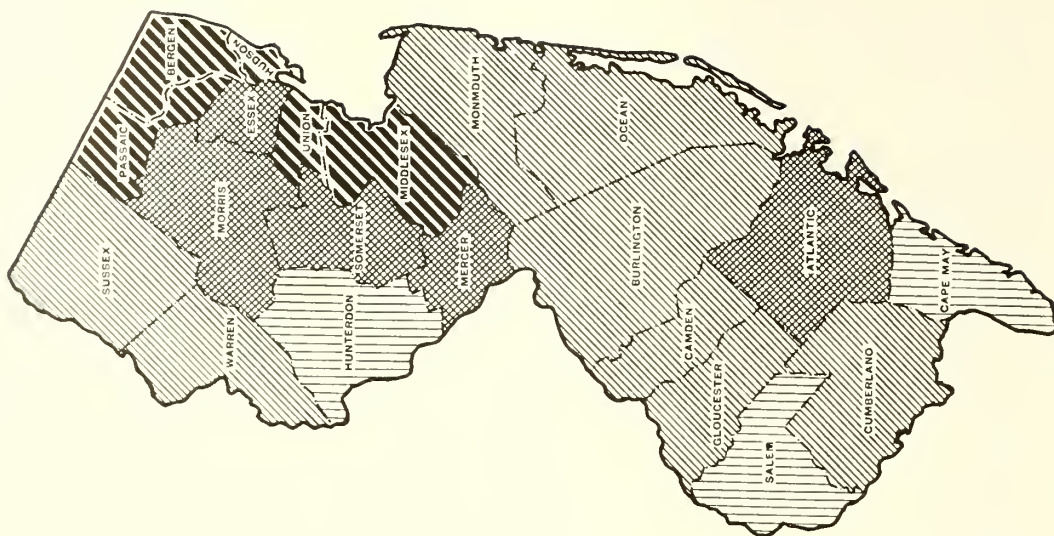 SUSSEX
PASSAIC
BERGEN
HUDSON
ESSEX
MORRIS
WARREN
UNION
SOMERSET
HUNTERDON
MIDDLESEX
MERCER
MONMOUTH
OCEAN
BURLINGTON
CAMDEN
GLOUCESTER
ATLANTIC
SALEM
CUMBERLAND
CAPE MAY